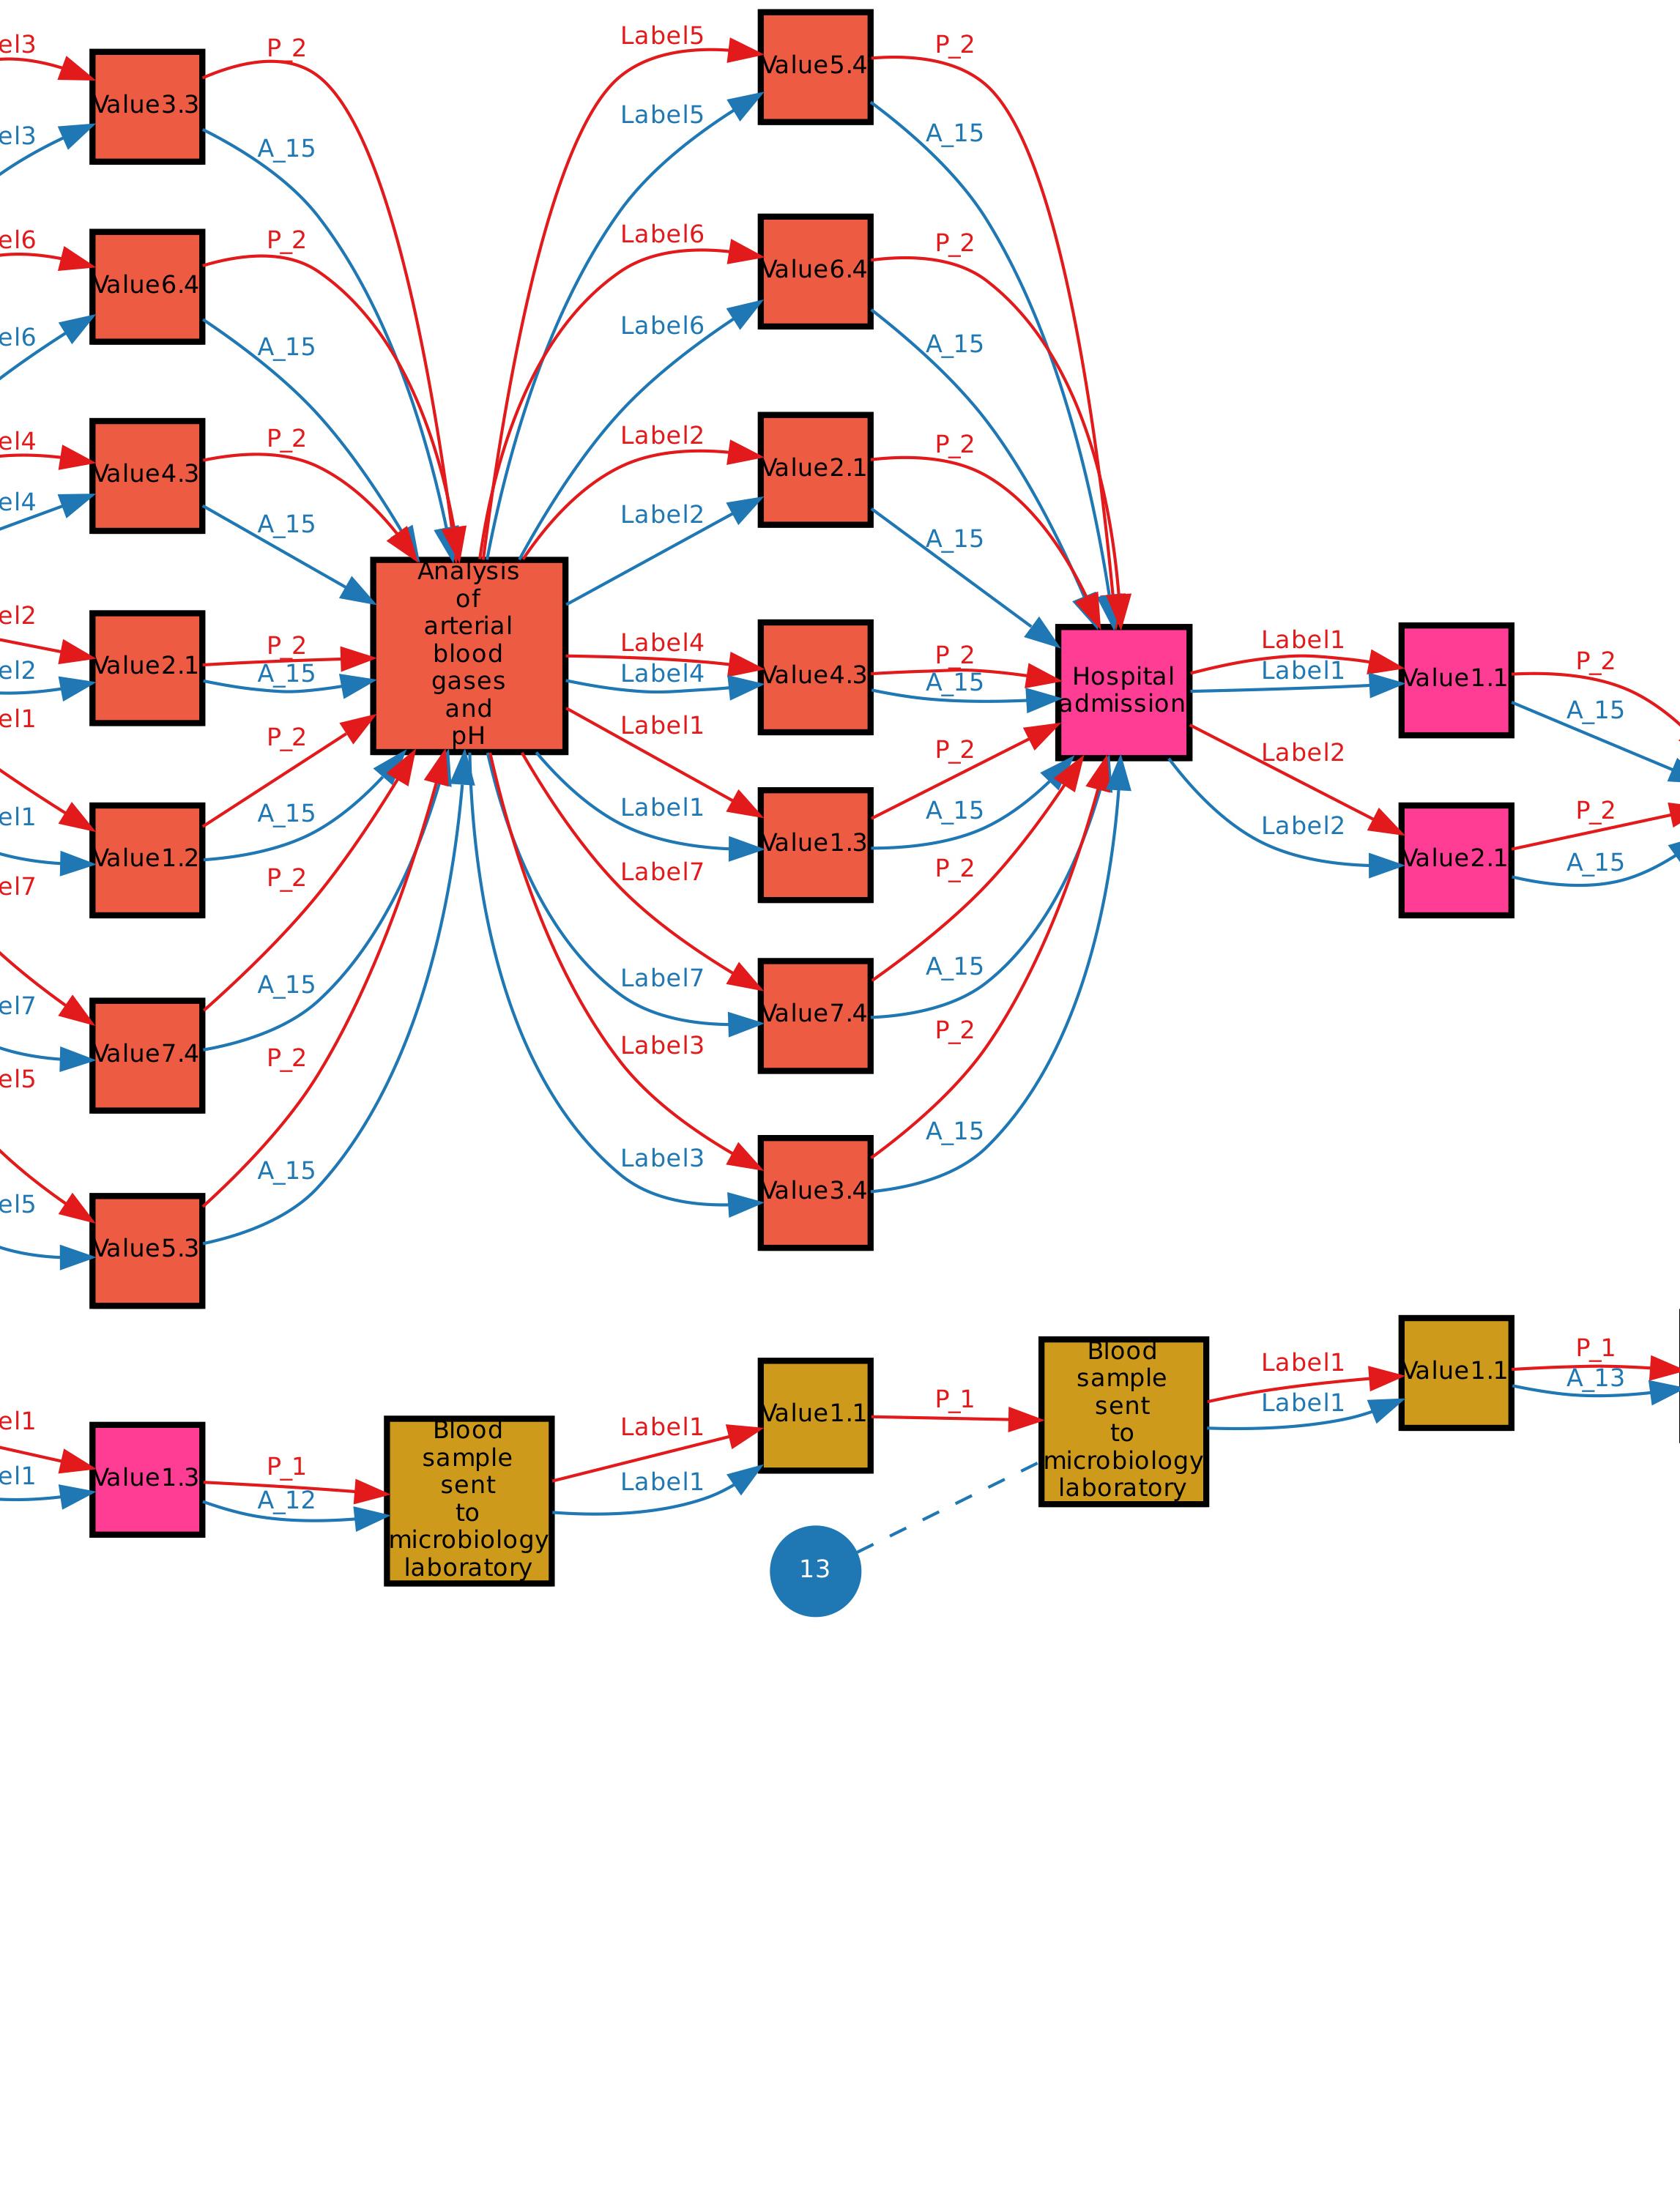 el3
P_2
Value3.3
el3
A_15
el6
P_2
Value6.4
el6
A_15
el4
P_2
Value4.3
el4
A_15
el2
P_2
Value2.1
el2
A_15
el1
P_2
Value1.2
el1
A_15
el7
P_2
Value7.4
el7
A_15
el5
P_2
Value5.3
el5
A_15
Analysis
of
arterial
blood
gases
and
pH
Label5
Label5
Value5.4
P_2
A_15
Label6
Label6
Value6.4
P_2
A_15
Label2
Label2
Value2.1
P_2
A_15
Label4
Label4
Value4.3
P_2
A_15
Label1
Label1
Value1.3
P_2
A_15
Label7
Label7
Value7.4
P_2
A_15
Label3
Label3
Value3.4
P_2
A_15
Hospital
admission
Label1
Label1
Value1.1
P_2
A_15
Label2
Label2
Value2.1
P_2
A_15
el1
el1
Value1.3
P_1
A_12
Blood
sample
sent
to
microbiology
laboratory
Label1
Label1
Value1.1
P_1
13
Blood
sample
sent
to
microbiology
laboratory
Label1
Label1
Value1.1
P_1
A_13